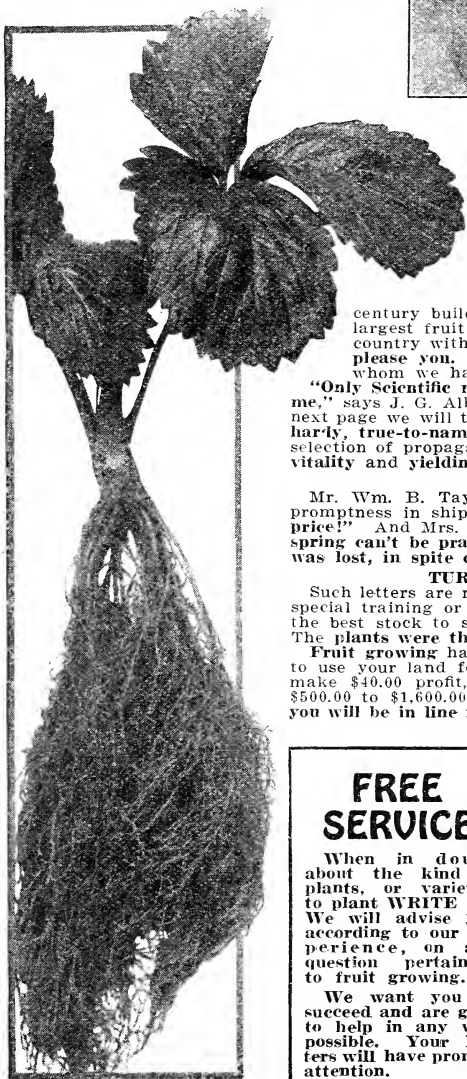 century build
largest fruit
country with
please you.
whom we ha
"Only Scientific
me," says J. G. Alb
next page we will t
hardy, true-to-nam
selection of propag
vitality and yieldin
Mr. Wm. B. Tay
promptness in ship
price!" And Mrs.
spring can't be pra
was lost, in spite
TUR
Such letters are
special training or
the best stock to s
The plants were th
Fruit growing ha
to use your land f
make $40.00 profit,
$500.00 to $1,600.00
you will be in line
FREE
SERVICE
When in dou
about the kind
plants, or varie
to plant WRITE
We will advise
according to our
perience, on a
question pertain
to fruit growing.
We want you
succeed and are g
to help in any w
possible. Your
ters will have pro
attention.